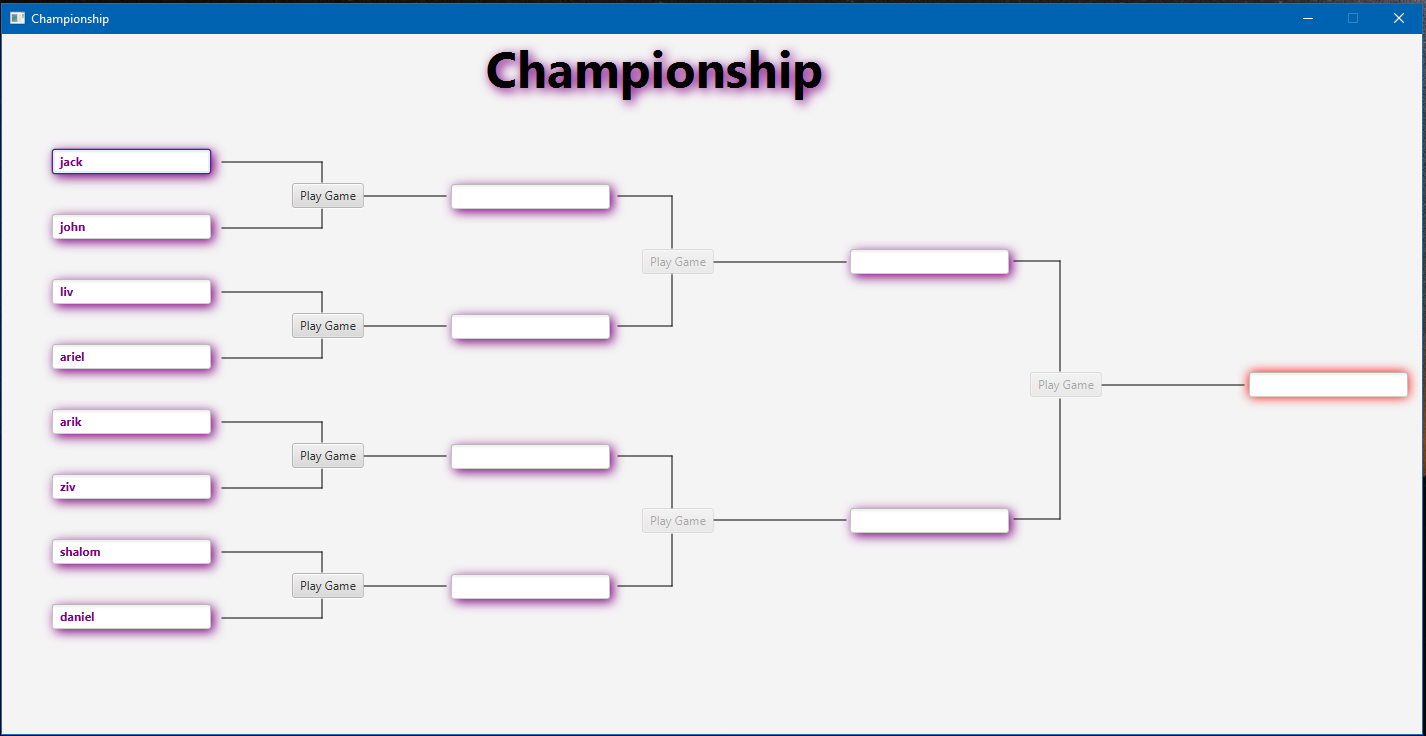 Championship
Championship
jack
Play Game
john
Play Game
liv
Play Game
ariel
Play Game
arik
Play Game
ziv
Play Game
shalom
Play Game
daniel